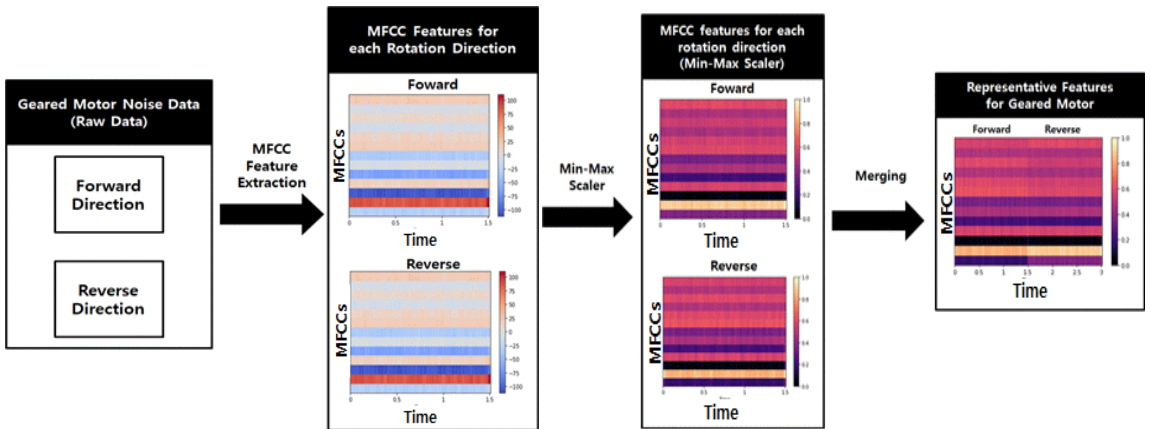 Geared Motor Noise Data
(Raw Data)
Forward
Direction
Reverse
Direction
MFCC
Feature
Extraction
MFCC Features for
each Rotation Direction
Foward
MFCCs
100
75
50
25
0
−25
−50
−75
−100
0
0.5
1
1.5
Time
Reverse
MFCCs
100
75
50
25
0
−25
−50
−75
−100
0
0.5
1
1.5
Time
Min-Max
Scaler
MFCC features for each
rotation direction
(Min-Max Scaler)
Foward
MFCCs
1.0
0.8
0.6
0.4
0.2
0.0
0
0.5
1
1.5
Time
Reverse
MFCCs
1.0
0.8
0.6
0.4
0.2
0.0
0
0.5
1
1.5
Time
Merging
Representative Features
for Geared Motor
Forward Reverse
MFCCs
1.0
0.8
0.6
0.4
0.2
0.0
0
0.5
1
1.5
2
2.5
3
Time